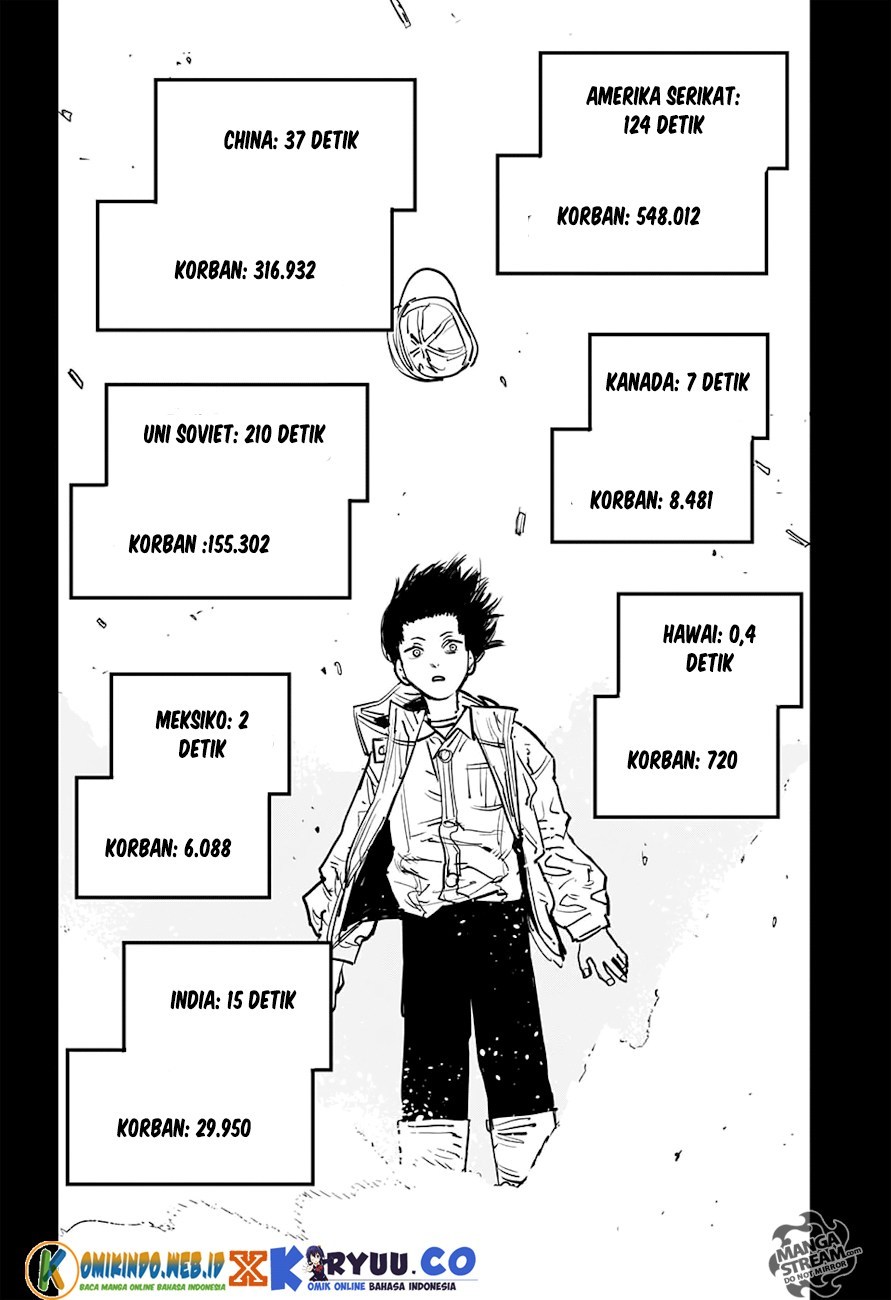 CHINA: 37 DETIK
KORBAN: 316.932
AMERIKA SERIKAT:
124 DETIK
KORBAN: 548.012
UNI SOVIET: 210 DETIK
KORBAN :155.302
KANADA: 7 DETIK
KORBAN: 8.481
MEKSIKO: 2
DETIK
KORBAN: 6.088
HAWAI: 0,4
DETIK
KORBAN: 720
INDIA: 15 DETIK
KORBAN: 29.950
KOMIKINDO.WEB.ID X KIRYUU.CO
BACA MANGA ONLINE BAHASA INDONESIA
OMIK ONLINE BAHASA INDONESIA
MANGA
STREAM.com
DO NOT MIRROR